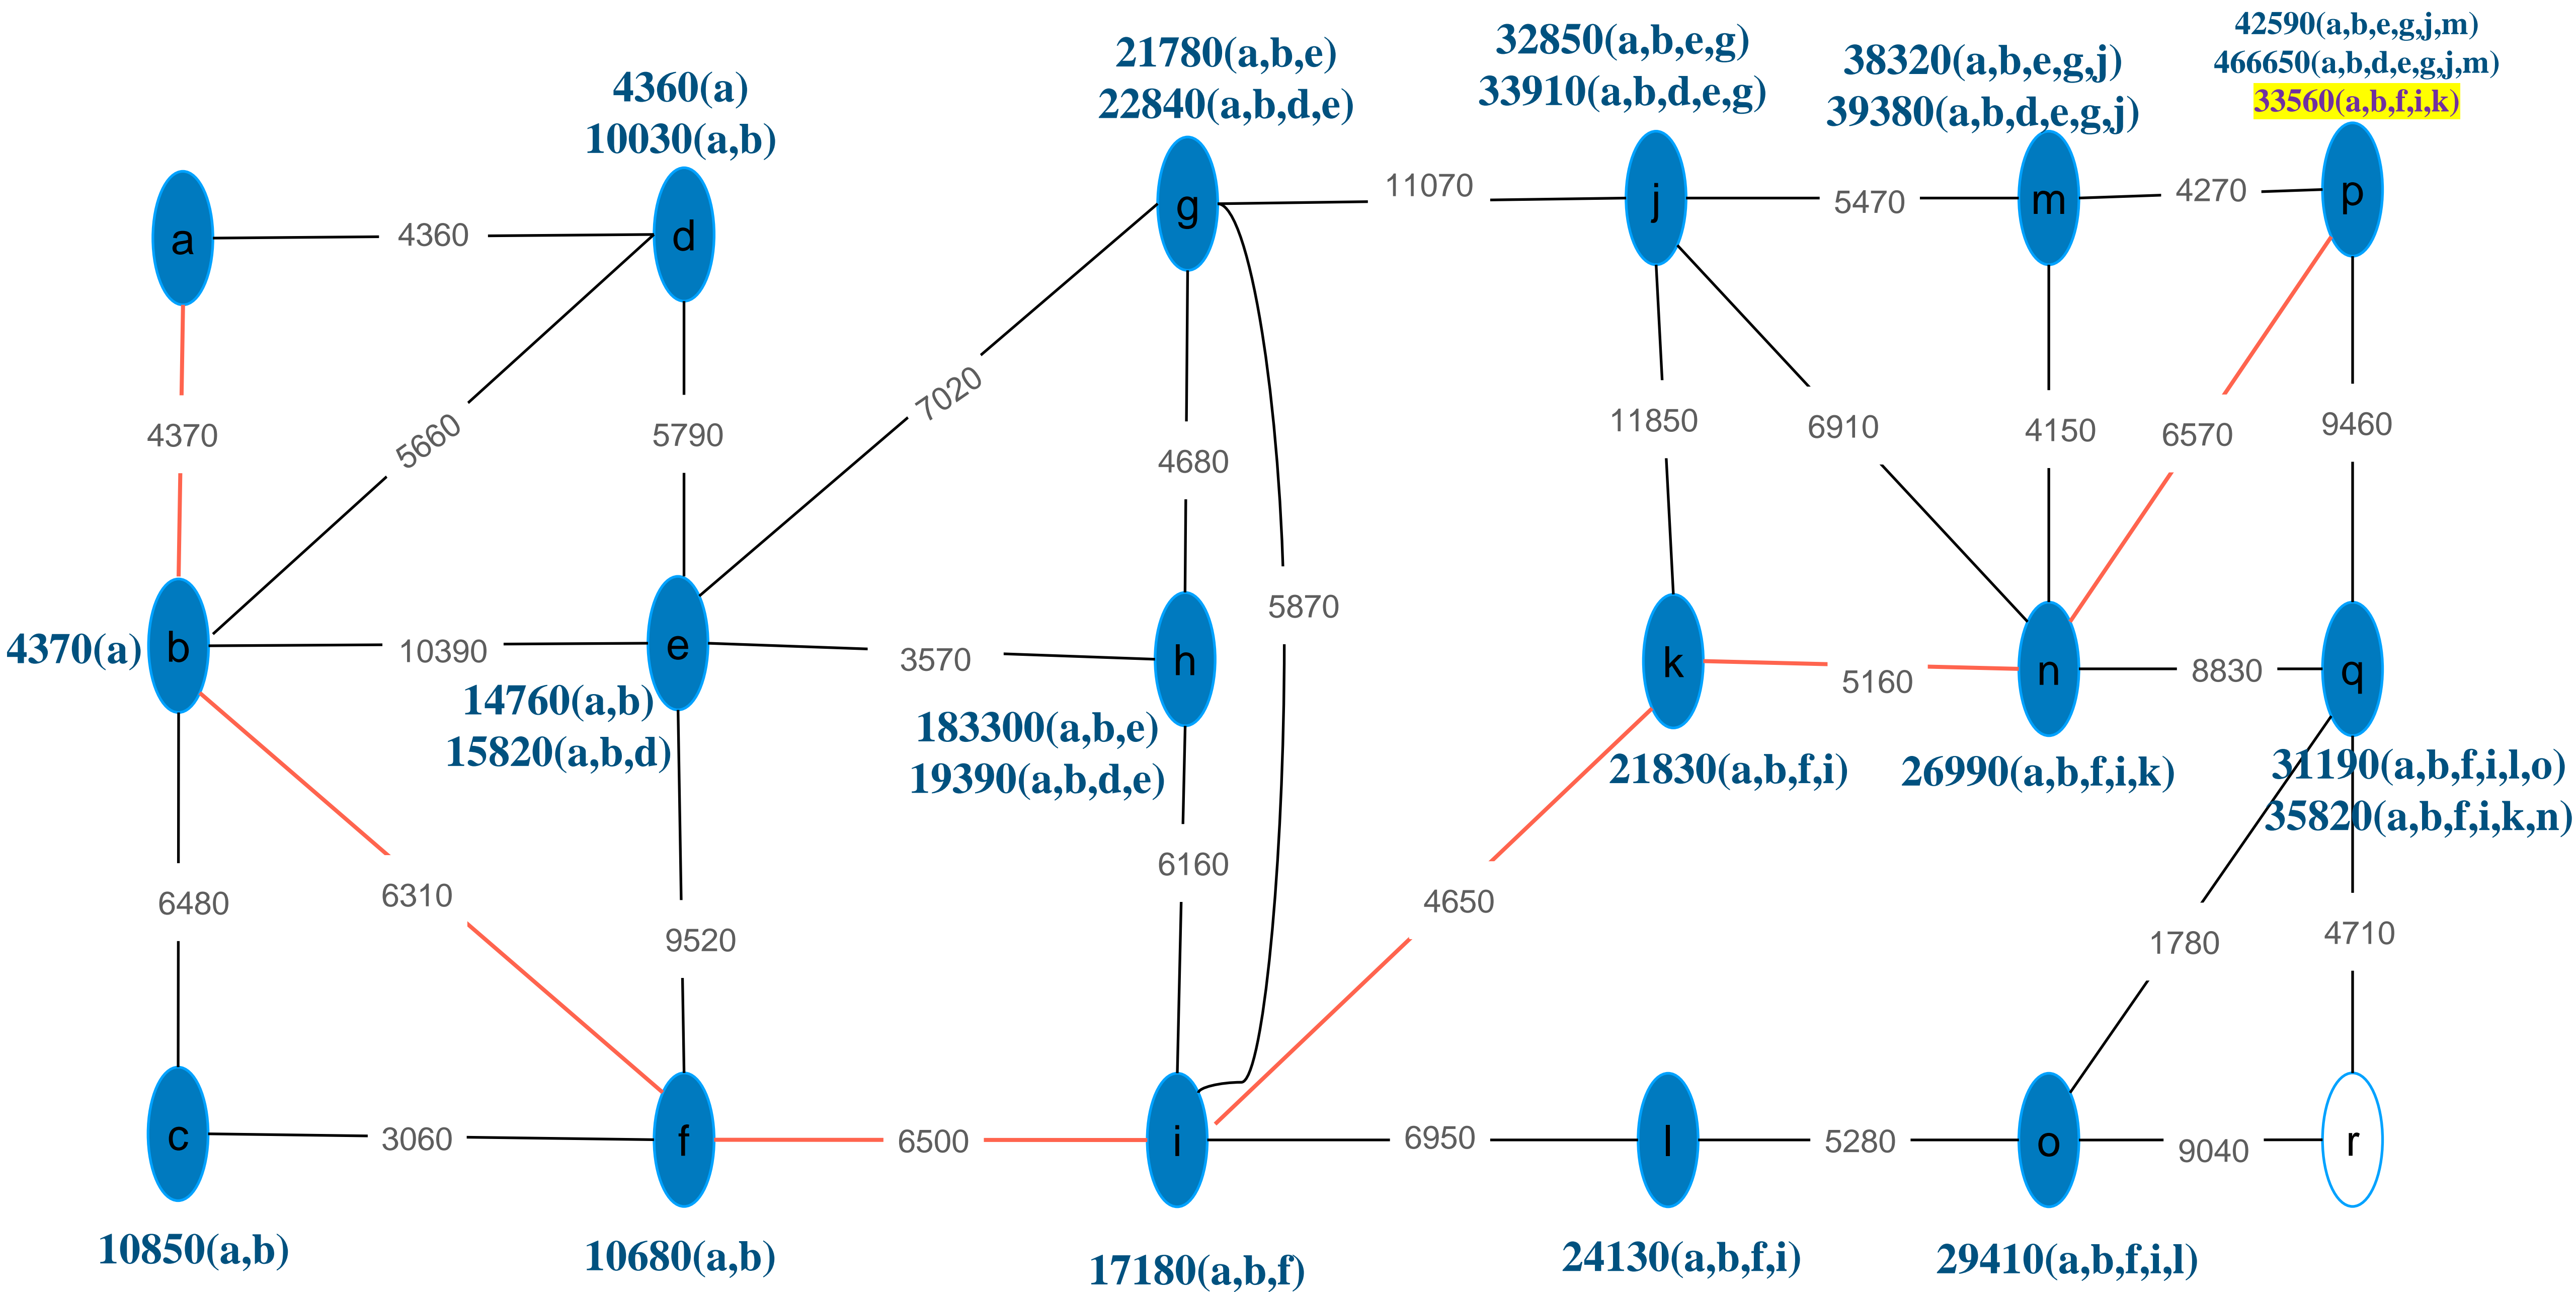 42590(a,b,e,g,j,m)
466650(a,b,d,e,g,j,m)
33560(a,b,f,i,k)
32850(a,b,e,g)
33910(a,b,d,e,g)
38320(a,b,e,g,j)
39380(a,b,d,e,g,j)
21780(a,b,e)
22840(a,b,d,e)
4360(a)
10030(a,b)
a
4360
d
g
11070
j
5470
m
4270
p
4370
5660
5790
7020
4680
11850
6910
4150
6570
9460
5870
4370(a)
b
10390
e
3570
h
k
5160
n
8830
q
14760(a,b)
15820(a,b,d)
183300(a,b,e)
19390(a,b,d,e)
21830(a,b,f,i)
26990(a,b,f,i,k)
31190(a,b,f,i,l,o)
35820(a,b,f,i,k,n)
6480
6310
9520
6160
4650
1780
4710
c
3060
f
6500
i
6950
l
5280
o
9040
r
10850(a,b)
10680(a,b)
17180(a,b,f)
24130(a,b,f,i)
29410(a,b,f,i,l)